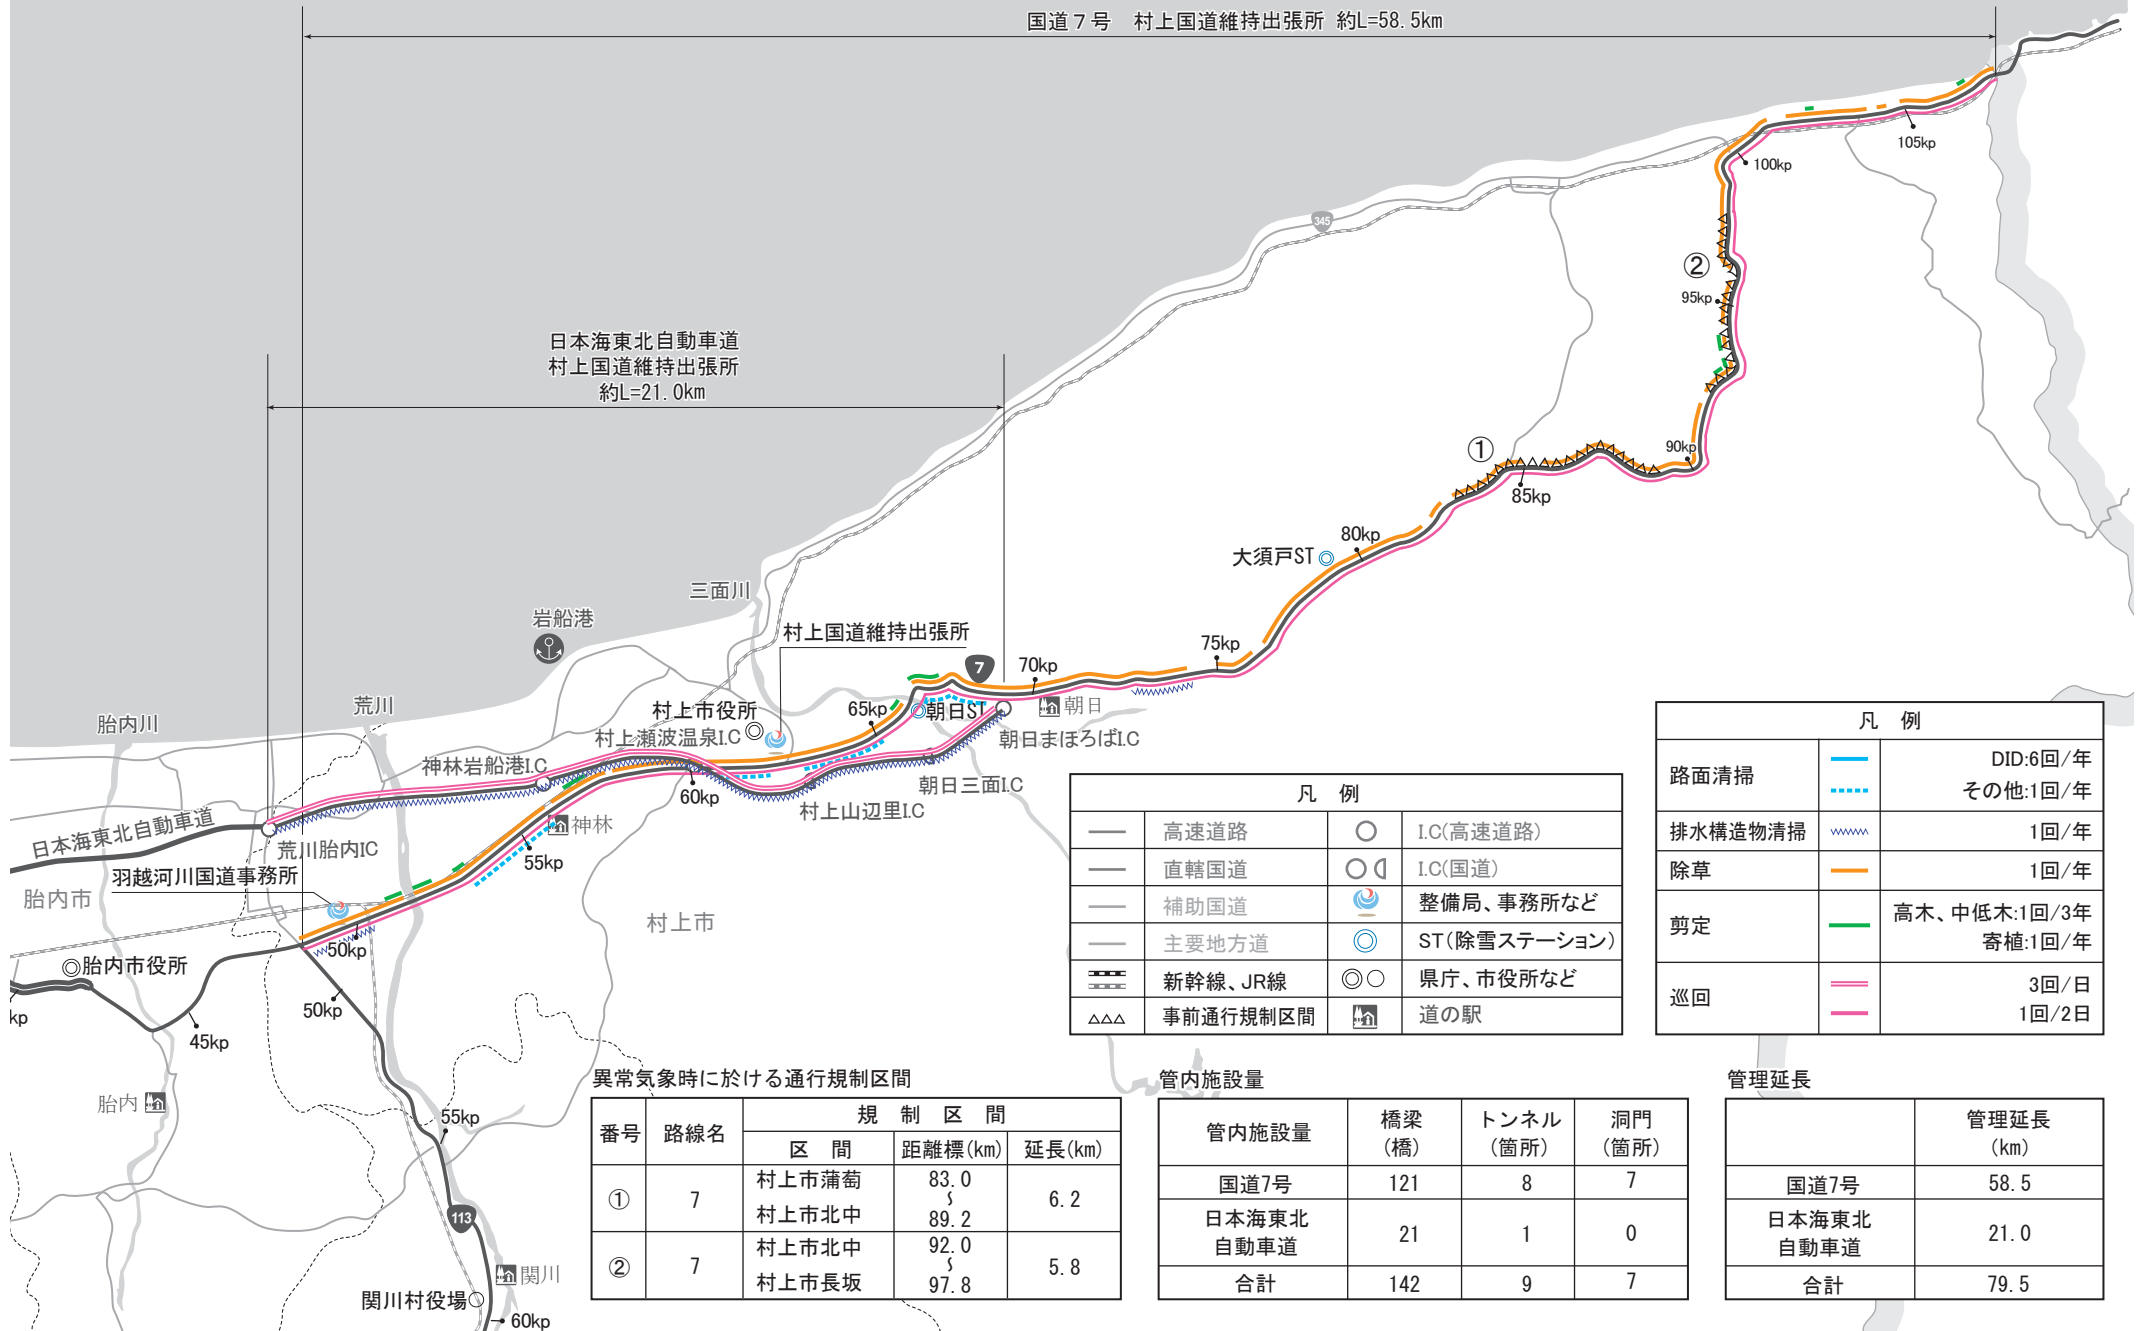 国道7号　村上国道維持出張所 約L=58.5km
日本海東北自動車道
村上国道維持出張所
約L=21.0km
345
105kp
100kp
②
95kp
90kp
①
85kp
80kp
大須戸ST
75kp
70kp
7
三面川
岩船港
村上国道維持出張所
朝日
朝日ST
65kp
村上市役所
村上瀬波温泉I.C
朝日まほろばI.C
荒川
胎内川
神林岩船港I.C
朝日三面I.C
60kp
村上山辺里I.C
日本海東北自動車道
荒川胎内IC
神林
55kp
羽越河川国道事務所
胎内市
村上市
50kp
胎内市役所
50kp
kp
45kp
胎内
55kp
113
関川
関川村役場
60kp
凡　例
高速道路
I.C(高速道路)
直轄国道
I.C(国道)
補助国道
整備局、事務所など
主要地方道
ST(除雪ステーション)
新幹線、JR線
県庁、市役所など
事前通行規制区間
道の駅
凡　例
路面清掃
DID:6回/年
その他:1回/年
排水構造物清掃
1回/年
除草
1回/年
剪定
高木、中低木:1回/3年
寄植:1回/年
巡回
3回/日
1回/2日
異常気象時に於ける通行規制区間
番号 路線名 規制区間
区間 距離標(km) 延長(km)
① 7 村上市蒲萄 ～ 村上市北中 83.0 ～ 89.2 6.2
② 7 村上市北中 ～ 村上市長坂 92.0 ～ 97.8 5.8
管内施設量
管内施設量 橋梁(橋) トンネル(箇所) 洞門(箇所)
国道7号 121 8 7
日本海東北自動車道 21 1 0
合計 142 9 7
管理延長
管理延長(km)
国道7号 58.5
日本海東北自動車道 21.0
合計 79.5